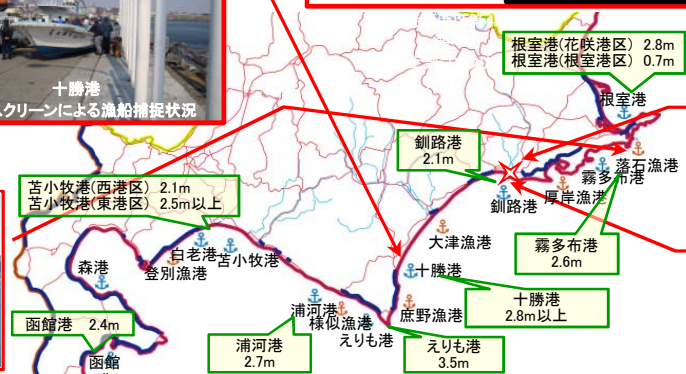 十勝港
スクリーンによる漁船捕捉状況
根室港(花咲港区) 2.8m
根室港(根室港区) 0.7m
根室港
釧路港
2.1m
落石漁港
霧多布港
厚岸漁港
釧路港
苫小牧港(西港区) 2.1m
苫小牧港(東港区) 2.5m以上
霧多布港
2.6m
大津漁港
白老港
苫小牧港
登別漁港
森港
十勝港
十勝港
2.8m以上
浦河港
様似漁港
えりも港
庶野漁港
函館港 2.4m
函館
浦河港
2.7m
えりも港
3.5m